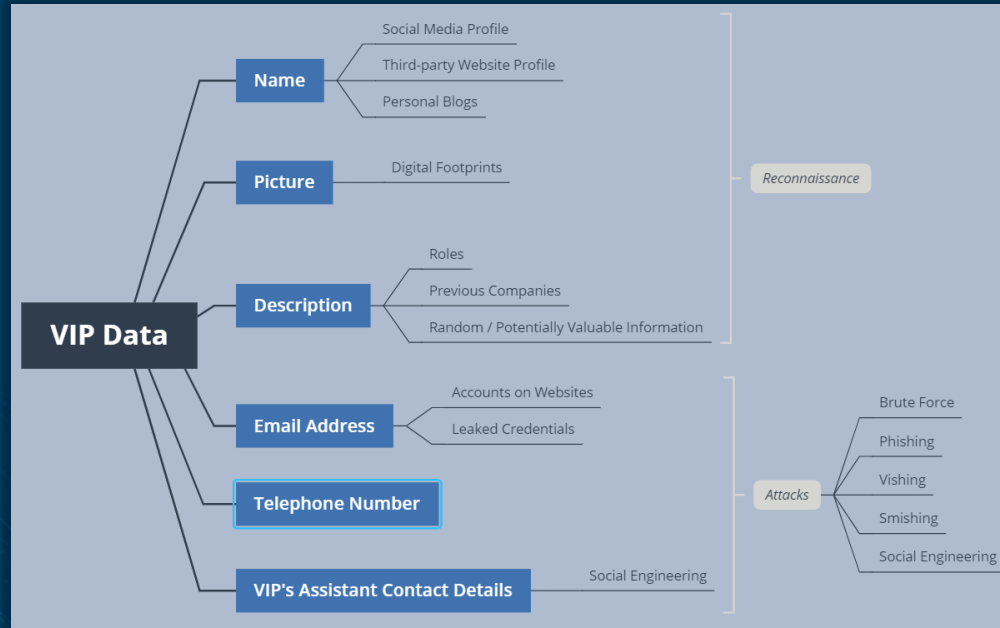 VIP Data
Name
Social Media Profile
Third-party Website Profile
Personal Blogs
Picture
Digital Footprints
Description
Roles
Previous Companies
Random / Potentially Valuable Information
Reconnaissance
Email Address
Accounts on Websites
Leaked Credentials
Telephone Number
VIP's Assistant Contact Details
Social Engineering
Attacks
Brute Force
Phishing
Vishing
Smishing
Social Engineering